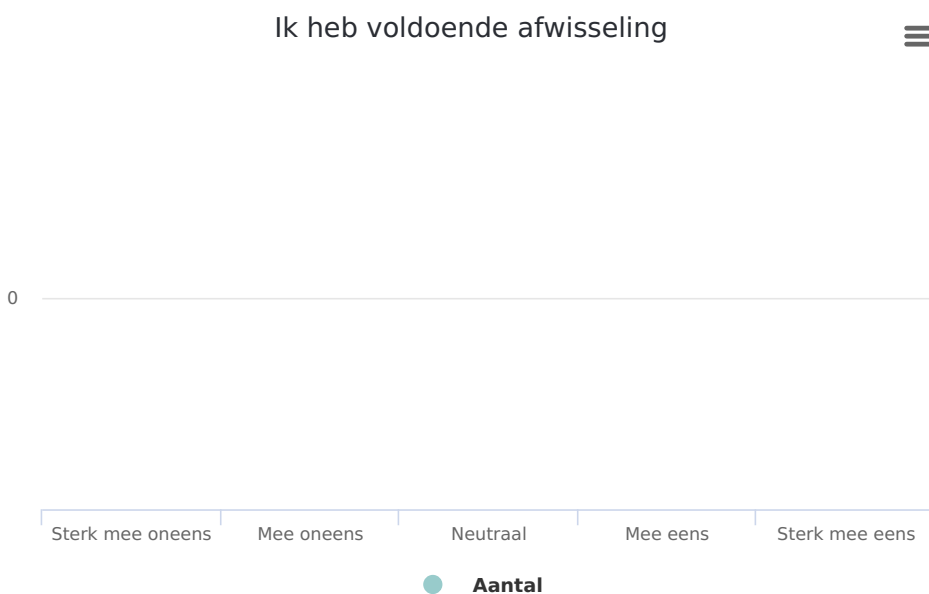 Ik heb voldoende afwisseling
0
Sterk mee oneens Mee oneens Neutraal Mee eens Sterk mee eens
Aantal